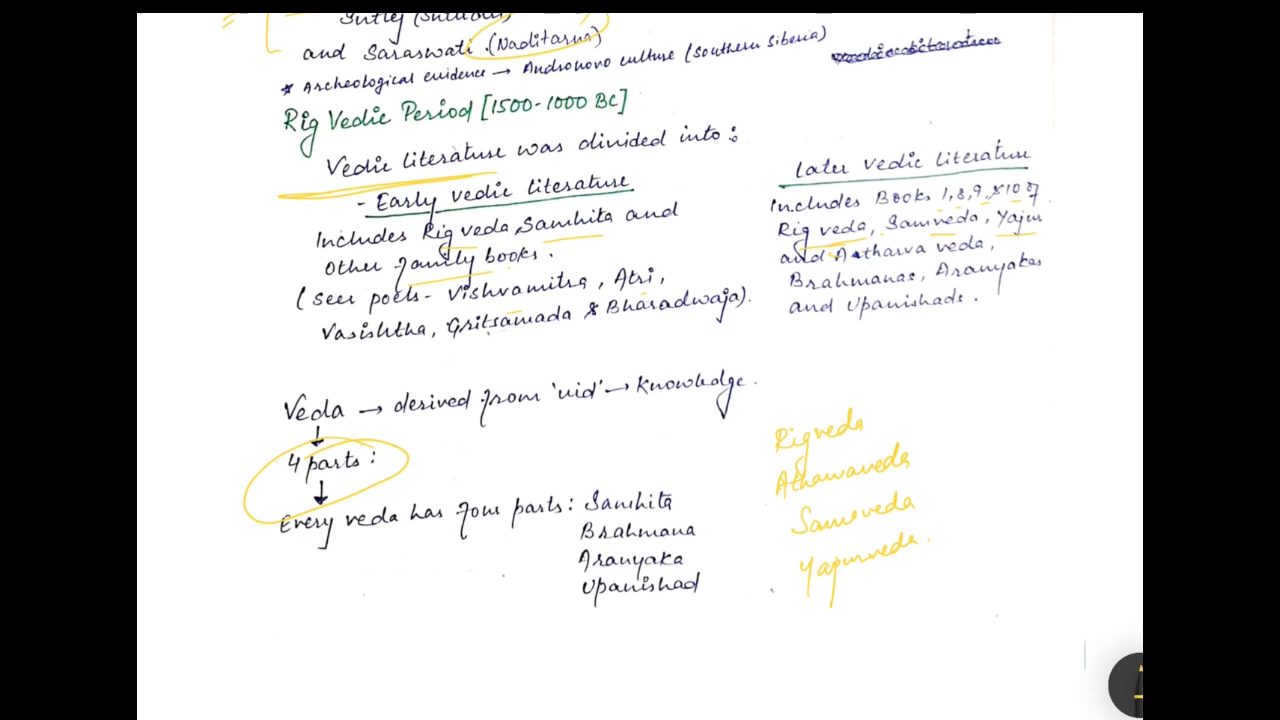 Sutlej (Sutudri)
and Saraswati (Naditarna)
* Archeological evidence → Andronovo culture (Southern Siberia)
Rig Vedic Period [1500-1000 BC]
Vedic literature was divided into :
- Early vedic literature
Includes Rig veda, Samhita and
other family books.
(Seer poets - Vishvamitra, Atri,
Vasishtha, Gritsamada & Bharadwaja).
Later Vedic literature
Includes Books 1,8,9, &10 of
Rig veda, Samveda, Yajur
and Atharva veda,
Brahmanas, Aranyakas
and Upanishads.
Veda → derived from 'vid' → Knowledge.
4 parts :
Every veda has four parts : Samhita
Brahmana
Aranyaka
Upanishad
Rigveda
Atharvaveda
Samaveda
Yajurveda.